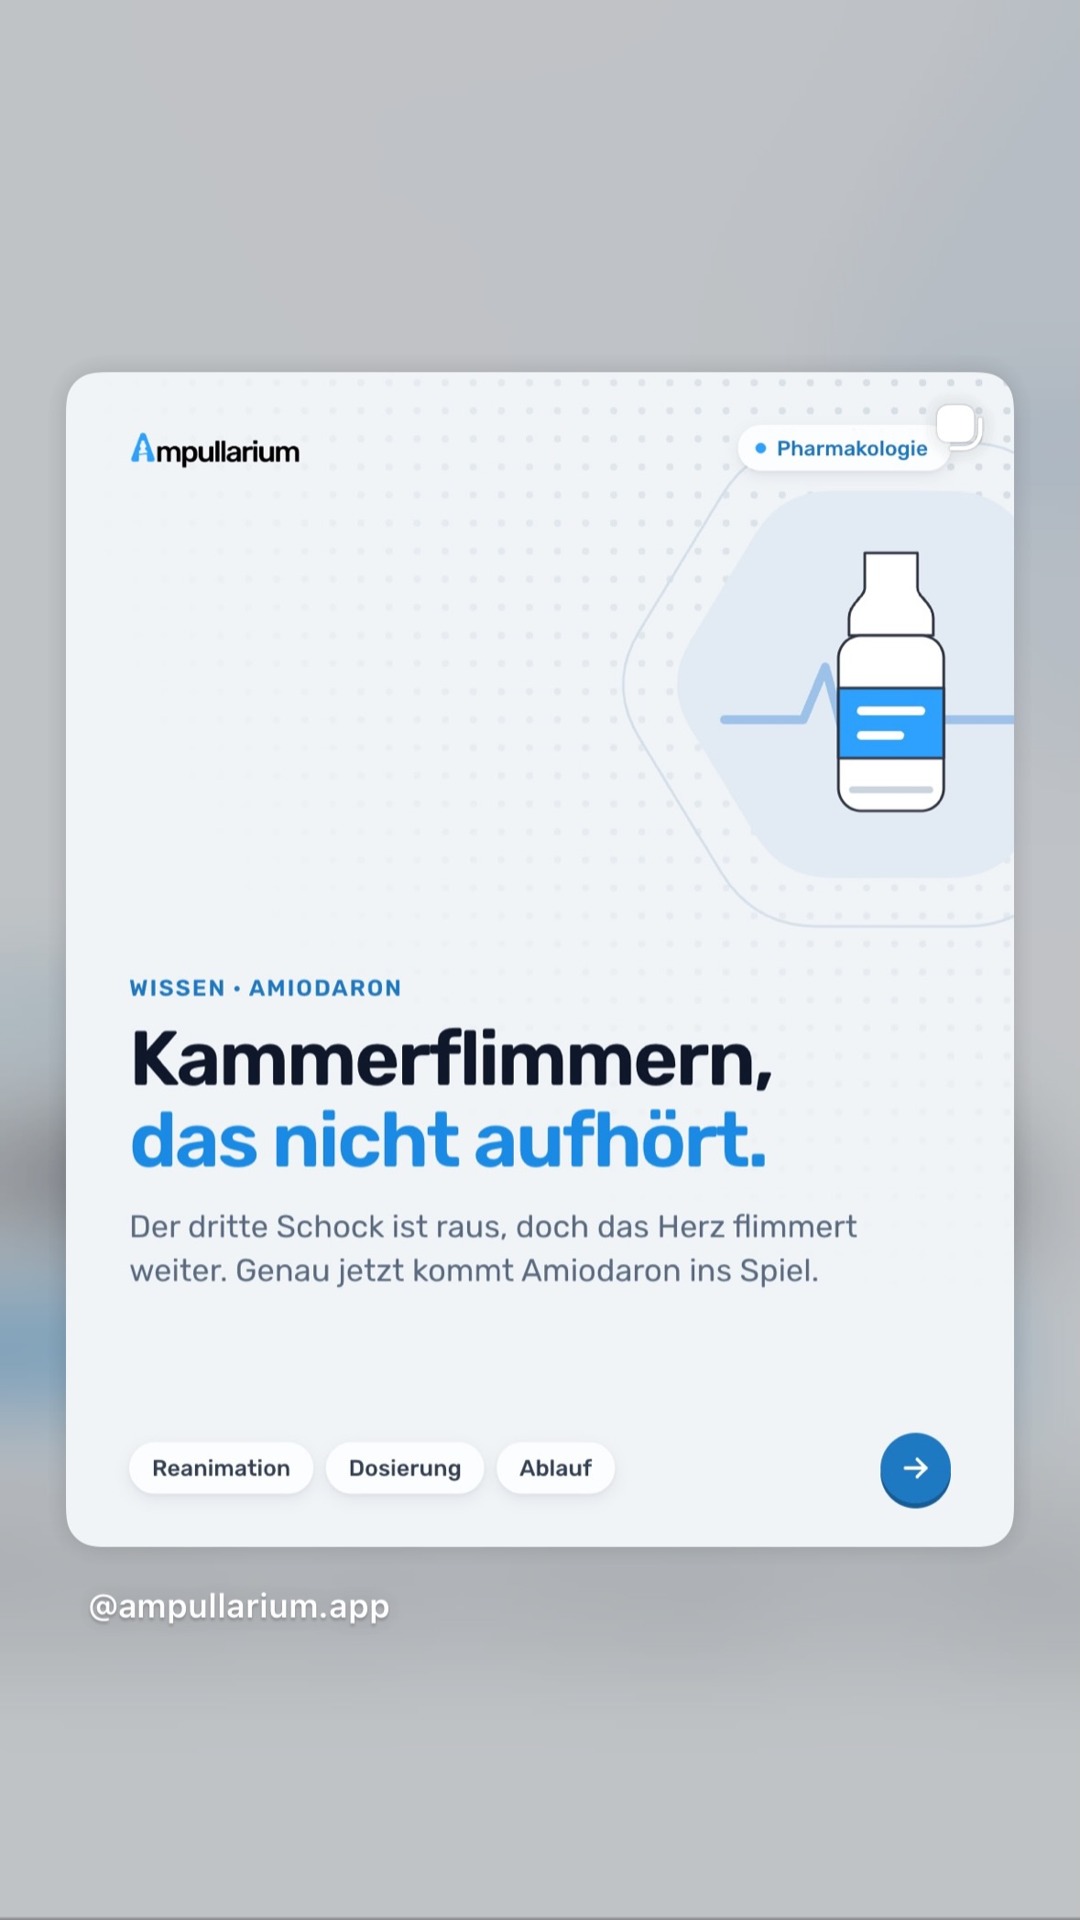 Ampullarium
Pharmakologie
WISSEN · AMIODARON
Kammerflimmern,
das nicht aufhört.
Der dritte Schock ist raus, doch das Herz flimmert
weiter. Genau jetzt kommt Amiodaron ins Spiel.
Reanimation
Dosierung
Ablauf
@ampullarium.app